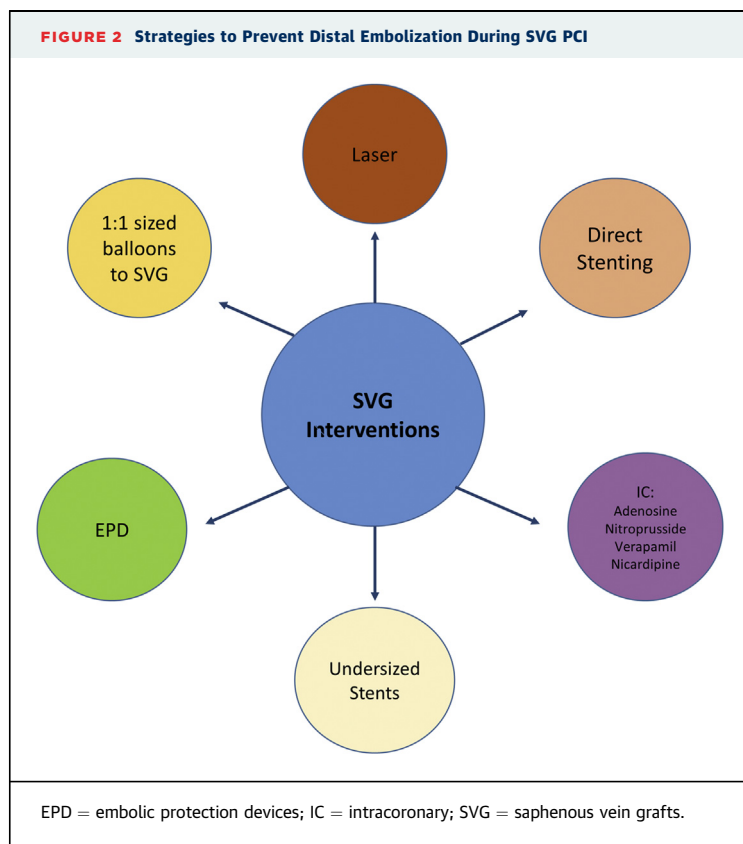 FIGURE 2 Strategies to Prevent Distal Embolization During SVG PCI
Laser
1:1 sized
balloons
to SVG
Direct
Stenting
SVG
Interventions
EPD
IC:
Adenosine
Nitroprusside
Verapamil
Nicardipine
Undersized
Stents
EPD = embolic protection devices; IC = intracoronary; SVG = saphenous vein grafts.